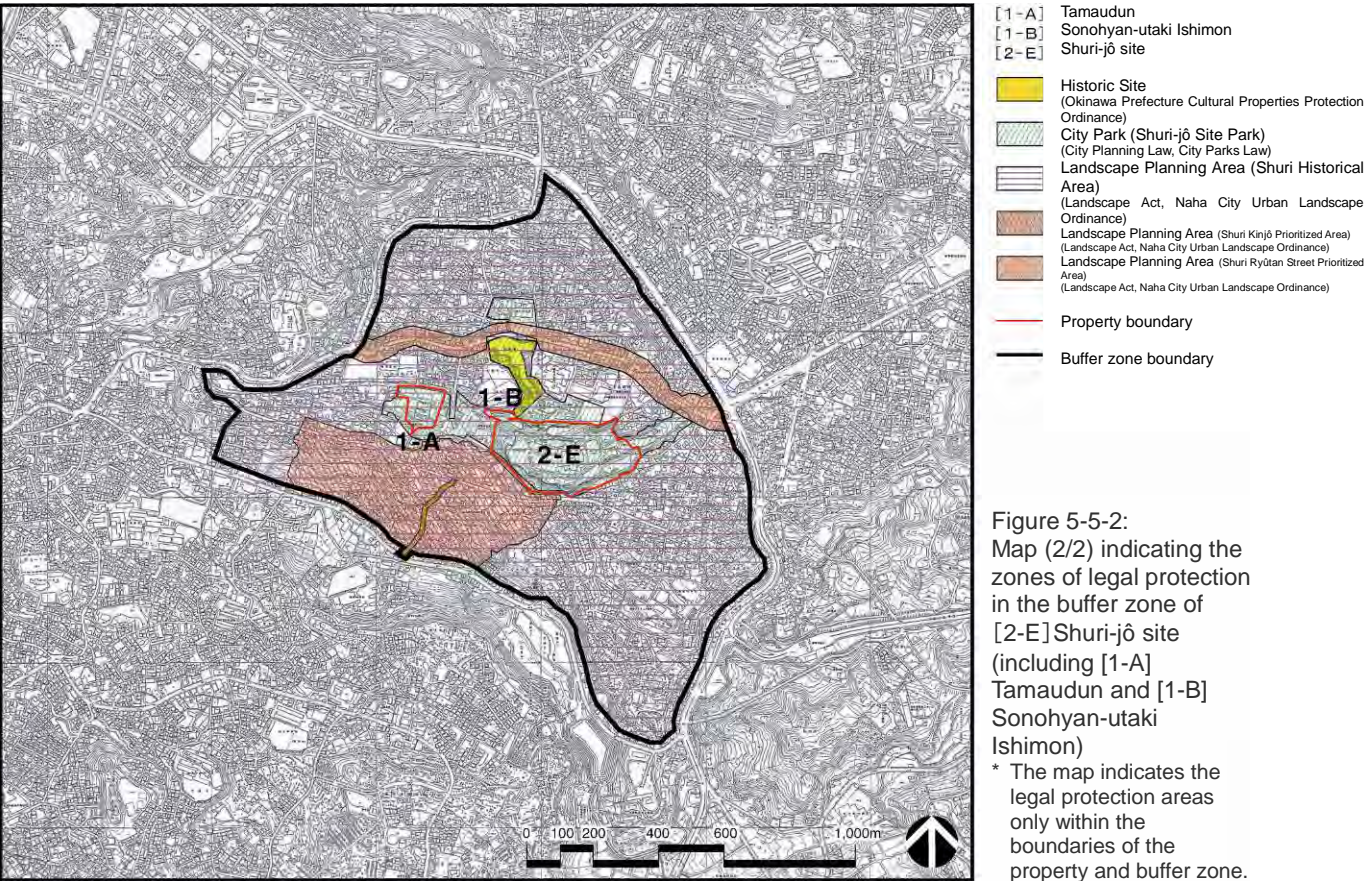 [1-A] Tamaudun
[1-B] Sonohyan-utaki Ishimon
[2-E] Shuri-jô site
Historic Site
(Okinawa Prefecture Cultural Properties Protection
Ordinance)
City Park (Shuri-jô Site Park)
(City Planning Law, City Parks Law)
Landscape Planning Area (Shuri Historical
Area)
(Landscape Act, Naha City Urban Landscape
Ordinance)
Landscape Planning Area (Shuri Kinjô Prioritized Area)
(Landscape Act, Naha City Urban Landscape Ordinance)
Landscape Planning Area (Shuri Ryûtan Street Prioritized
Area)
(Landscape Act, Naha City Urban Landscape Ordinance)
Property boundary
Buffer zone boundary
1-B
1-A
2-E
0 100 200 400 600 1,000m
Figure 5-5-2:
Map (2/2) indicating the
zones of legal protection
in the buffer zone of
[2-E]Shuri-jô site
(including [1-A]
Tamaudun and [1-B]
Sonohyan-utaki
Ishimon)
* The map indicates the
legal protection areas
only within the
boundaries of the
property and buffer zone.